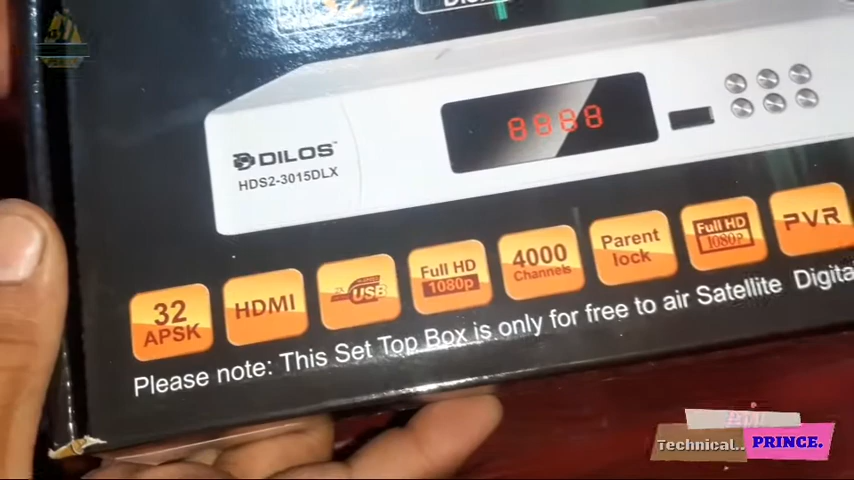 DILOS
HDS2-3015DLX
8888
32
APSK
HDMI
USB
Full HD
1080p
4000
Channels
Parent
lock
Full HD
1080p
PVR
Please note: This Set Top Box is only for free to air Satellite Digital
Technical..
PRINCE.